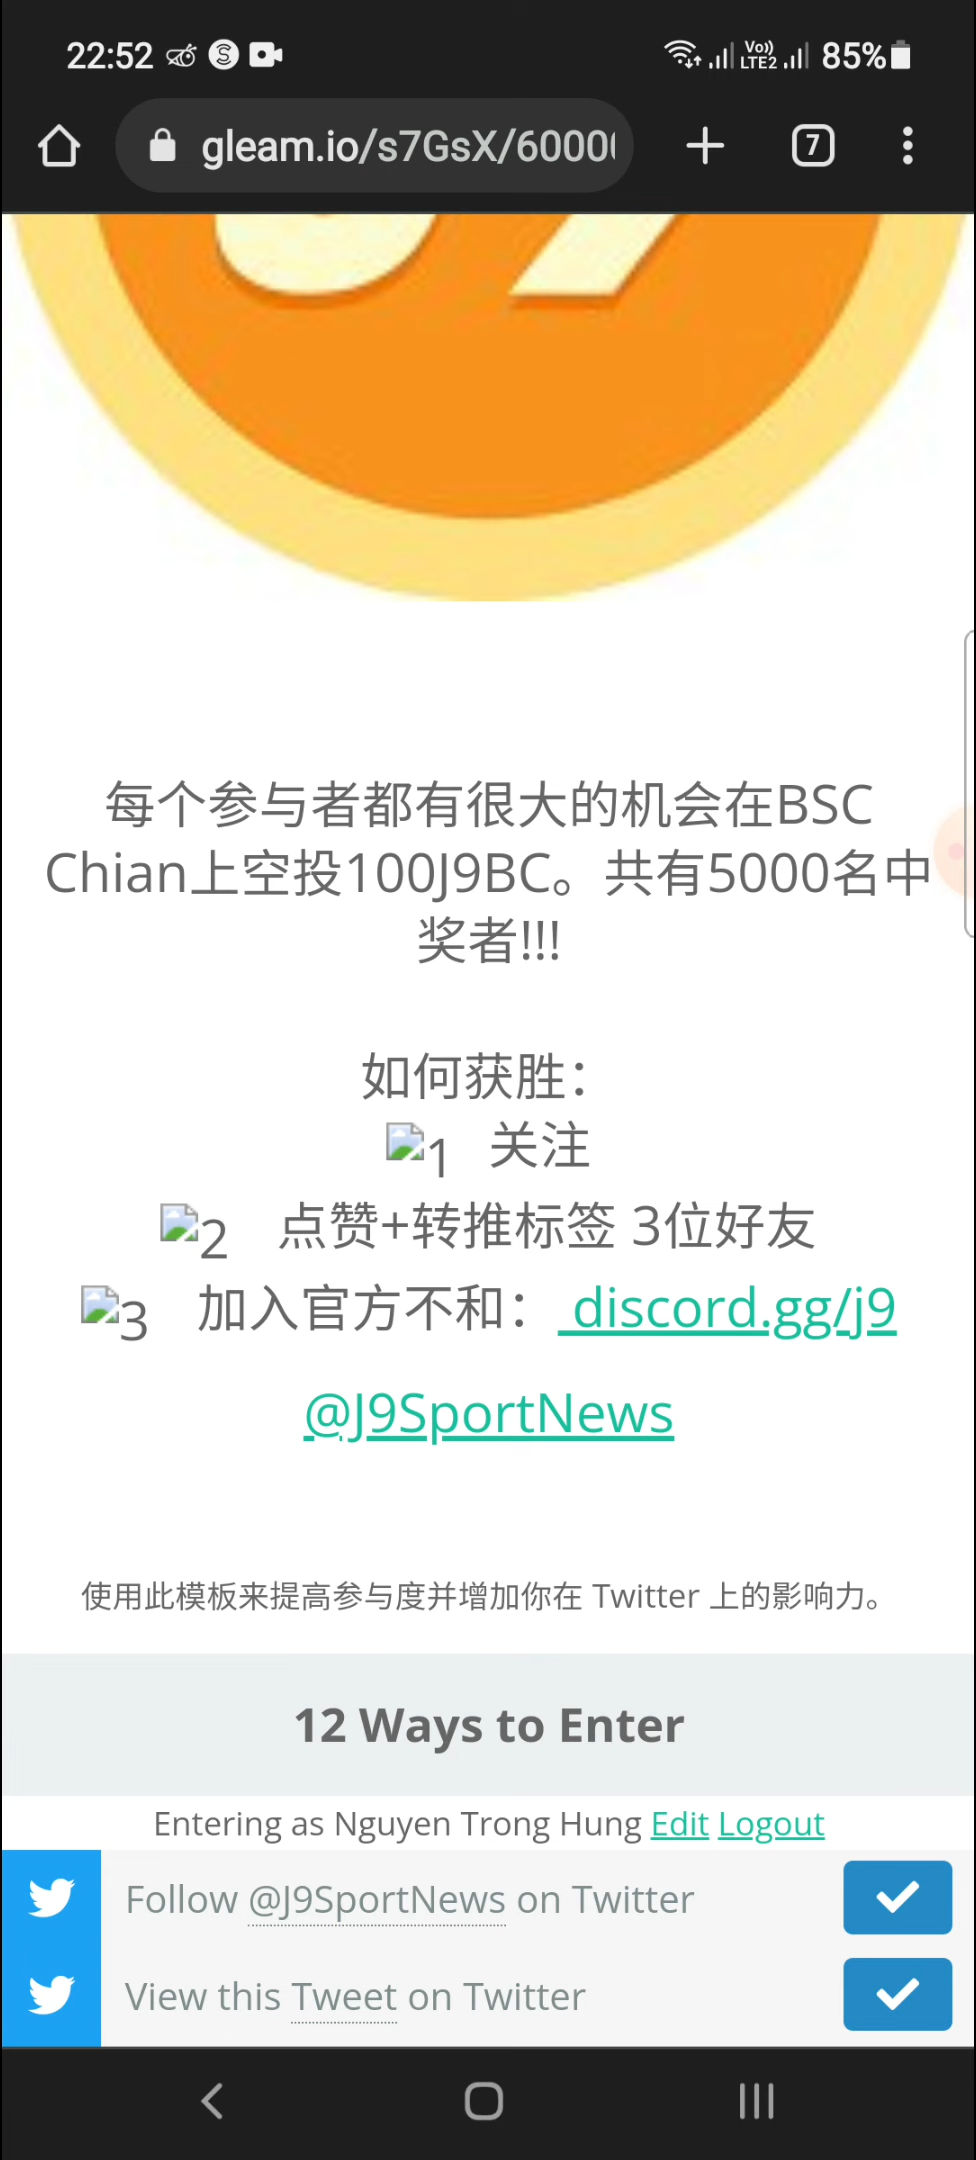 22:52
Vo)) LTE2 85%
gleam.io/s7GsX/6000
7
每个参与者都有很大的机会在BSC
Chian上空投100J9BC。共有5000名中
奖者!!!
如何获胜：
1 关注
2 点赞+转推标签 3位好友
3 加入官方不和： discord.gg/j9
@J9SportNews
使用此模板来提高参与度并增加你在 Twitter 上的影响力。
12 Ways to Enter
Entering as Nguyen Trong Hung Edit Logout
Follow @J9SportNews on Twitter
View this Tweet on Twitter